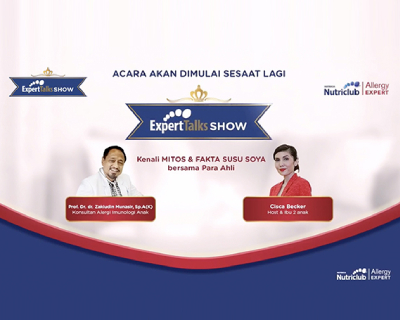 ACARA AKAN DIMULAI SESAAT LAGI
ExpertTalks SHOW
Nutriclub Allergy EXPERT
ExpertTalks SHOW
Kenali MITOS & FAKTA SUSU SOYA
bersama Para Ahli
Prof. Dr. dr. Zakiudin Munasir, Sp.A(K)
Konsultan Alergi Imunologi Anak
Cisca Becker
Host & Ibu 2 anak
Nutriclub Allergy EXPERT